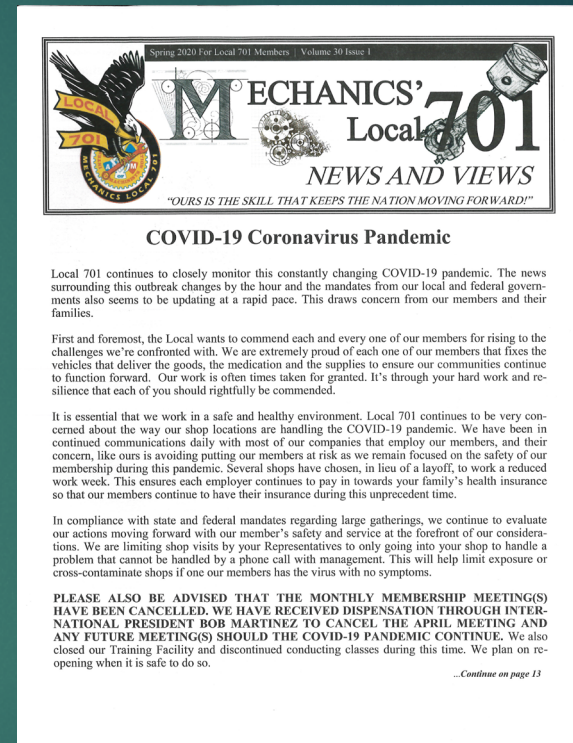 Spring 2020 For Local 701 Members | Volume 30 Issue 1
LOCAL
701
MECHANICS LOCAL 701
MECHANICS'
Local 701
NEWS AND VIEWS
"OURS IS THE SKILL THAT KEEPS THE NATION MOVING FORWARD!"
COVID-19 Coronavirus Pandemic
Local 701 continues to closely monitor this constantly changing COVID-19 pandemic. The news
surrounding this outbreak changes by the hour and the mandates from our local and federal govern-
ments also seems to be updating at a rapid pace. This draws concern from our members and their
families.
First and foremost, the Local wants to commend each and every one of our members for rising to the
challenges we're confronted with. We are extremely proud of each one of our members that fixes the
vehicles that deliver the goods, the medication and the supplies to ensure our communities continue
to function forward. Our work is often times taken for granted. It's through your hard work and re-
silience that each of you should rightfully be commended.
It is essential that we work in a safe and healthy environment. Local 701 continues to be very con-
cerned about the way our shop locations are handling the COVID-19 pandemic. We have been in
continued communications daily with most of our companies that employ our members, and their
concern, like ours is avoiding putting our members at risk as we remain focused on the safety of our
membership during this pandemic. Several shops have chosen, in lieu of a layoff, to work a reduced
work week. This ensures each employer continues to pay in towards your family's health insurance
so that our members continue to have their insurance during this unprecedent time.
In compliance with state and federal mandates regarding large gatherings, we continue to evaluate
our actions moving forward with our member's safety and service at the forefront of our considera-
tions. We are limiting shop visits by your Representatives to only going into your shop to handle a
problem that cannot be handled by a phone call with management. This will help limit exposure or
cross-contaminate shops if one our members has the virus with no symptoms.
PLEASE ALSO BE ADVISED THAT THE MONTHLY MEMBERSHIP MEETING(S)
HAVE BEEN CANCELLED. WE HAVE RECEIVED DISPENSATION THROUGH INTER-
NATIONAL PRESIDENT BOB MARTINEZ TO CANCEL THE APRIL MEETING AND
ANY FUTURE MEETING(S) SHOULD THE COVID-19 PANDEMIC CONTINUE. We also
closed our Training Facility and discontinued conducting classes during this time. We plan on re-
opening when it is safe to do so.
...Continue on page 13